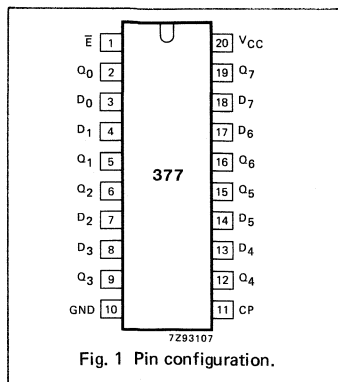 E̅ 1 20 VCC
Q0 2 19 Q7
D0 3 18 D7
D1 4 17 D6
Q1 5 16 Q6
377
Q2 6 15 Q5
D2 7 14 D5
D3 8 13 D4
Q3 9 12 Q4
GND 10 11 CP
7Z93107
Fig. 1 Pin configuration.